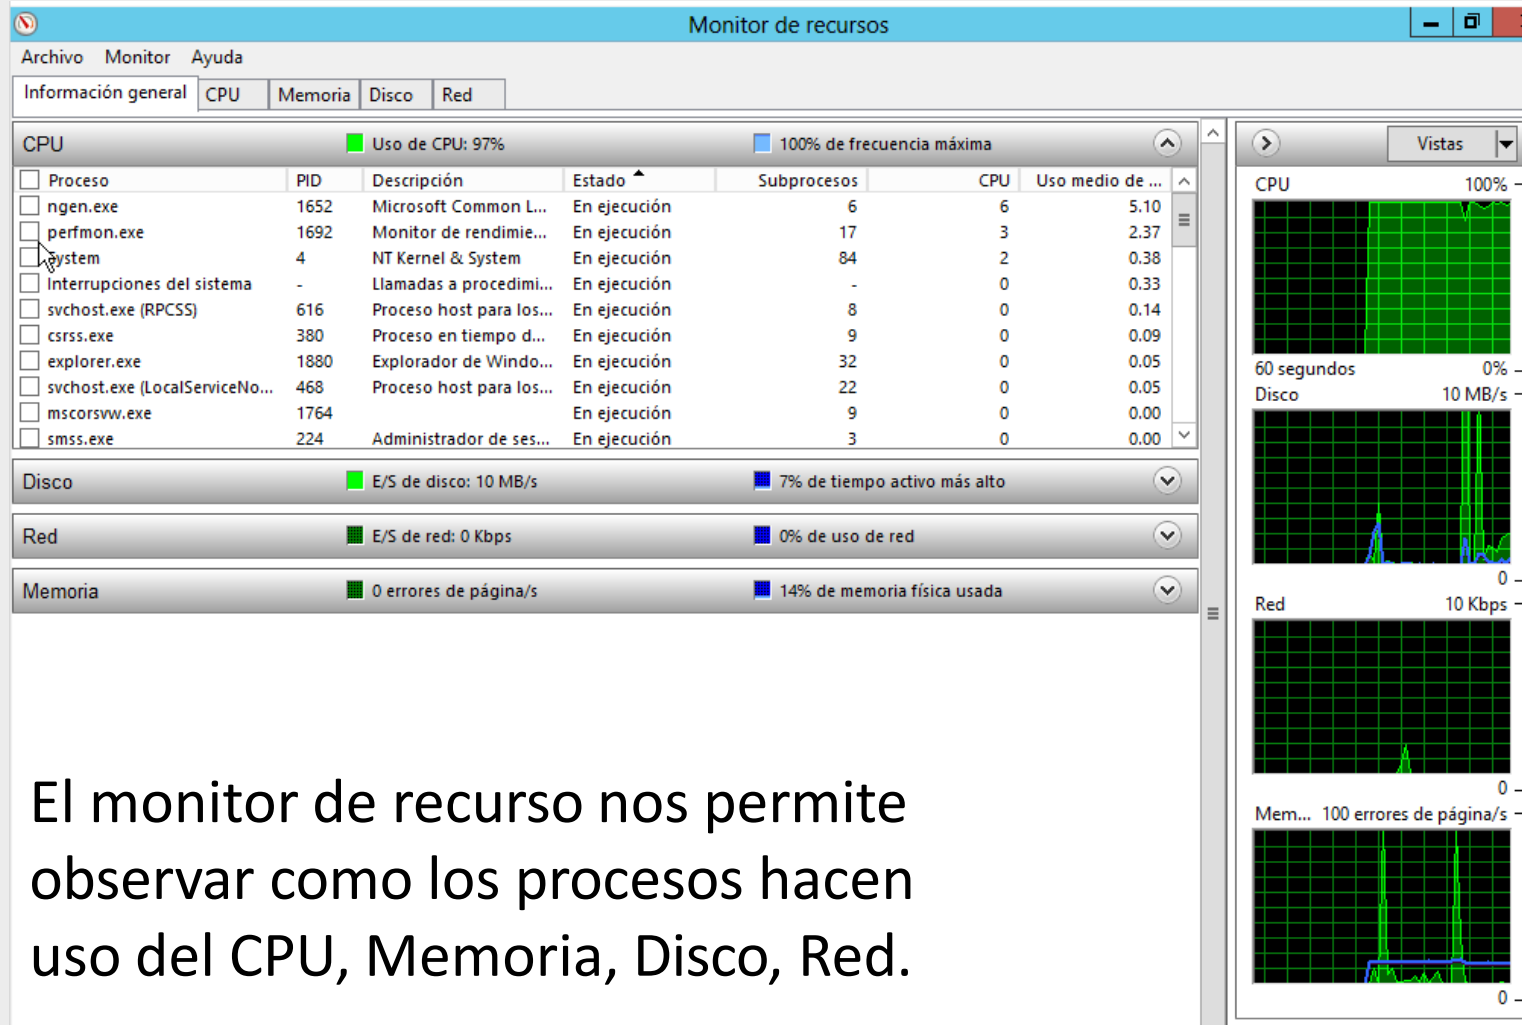 Monitor de recursos
Archivo Monitor Ayuda
Información general CPU Memoria Disco Red
CPU Uso de CPU: 97% 100% de frecuencia máxima
Proceso PID Descripción Estado Subprocesos CPU Uso medio de ...
ngen.exe 1652 Microsoft Common L... En ejecución 6 6 5.10
perfmon.exe 1692 Monitor de rendimie... En ejecución 17 3 2.37
System 4 NT Kernel & System En ejecución 84 2 0.38
Interrupciones del sistema - Llamadas a procedimi... En ejecución - 0 0.33
svchost.exe (RPCSS) 616 Proceso host para los... En ejecución 8 0 0.14
csrss.exe 380 Proceso en tiempo d... En ejecución 9 0 0.09
explorer.exe 1880 Explorador de Windo... En ejecución 32 0 0.05
svchost.exe (LocalServiceNo... 468 Proceso host para los... En ejecución 22 0 0.05
mscorsvw.exe 1764 En ejecución 9 0 0.00
smss.exe 224 Administrador de ses... En ejecución 3 0 0.00
Disco E/S de disco: 10 MB/s 7% de tiempo activo más alto
Red E/S de red: 0 Kbps 0% de uso de red
Memoria 0 errores de página/s 14% de memoria física usada
Vistas
CPU 100%
60 segundos 0%
Disco 10 MB/s
0
Red 10 Kbps
0
Mem... 100 errores de página/s
0
El monitor de recurso nos permite
observar como los procesos hacen
uso del CPU, Memoria, Disco, Red.